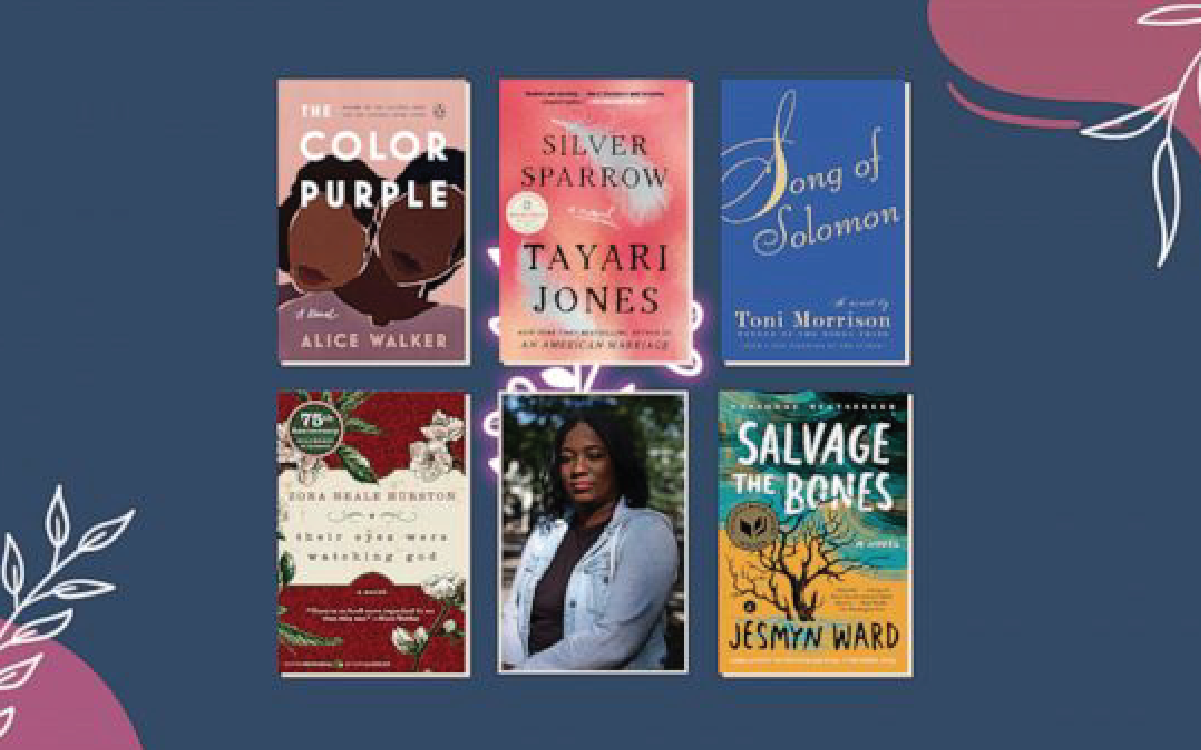 THE
COLOR
PURPLE
A Novel
ALICE WALKER
SILVER
SPARROW
a novel
TAYARI
JONES
NEW YORK TIMES BESTSELLING AUTHOR OF
AN AMERICAN MARRIAGE
Song of
Solomon
A novel by
Toni Morrison
75th
Anniversary
ZORA NEALE HURSTON
their eyes were
watching god
a novel
SALVAGE
THE BONES
A NOVEL
JESMYN WARD